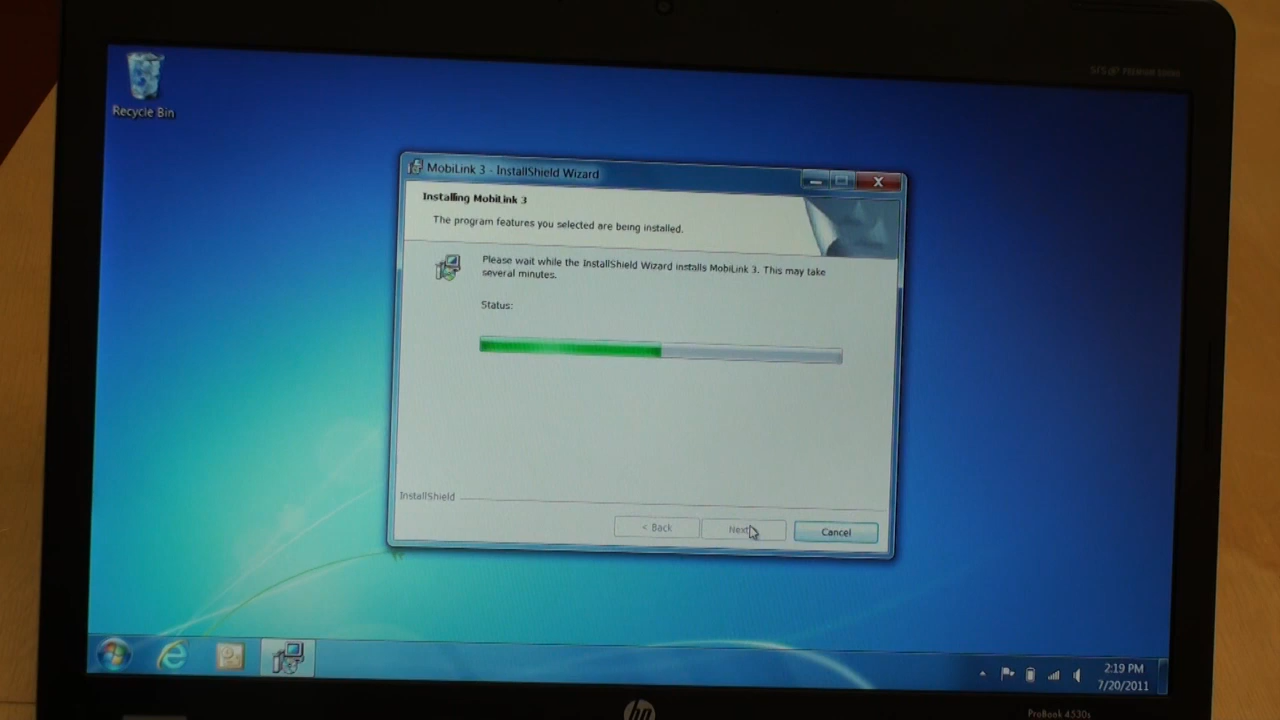 Recycle Bin
MobiLink 3 - InstallShield Wizard
Installing MobiLink 3
The program features you selected are being installed.
Please wait while the InstallShield Wizard installs MobiLink 3. This may take
several minutes.
Status:
InstallShield
< Back
Next
Cancel
2:19 PM
7/20/2011
hp
ProBook 4530s